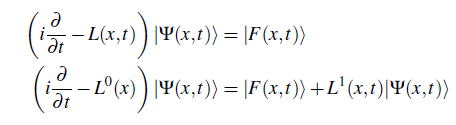 (i ∂/∂t − L(x,t)) |Ψ(x,t)⟩ = |F(x,t)⟩
(i ∂/∂t − L⁰(x)) |Ψ(x,t)⟩ = |F(x,t)⟩ + L¹(x,t)|Ψ(x,t)⟩